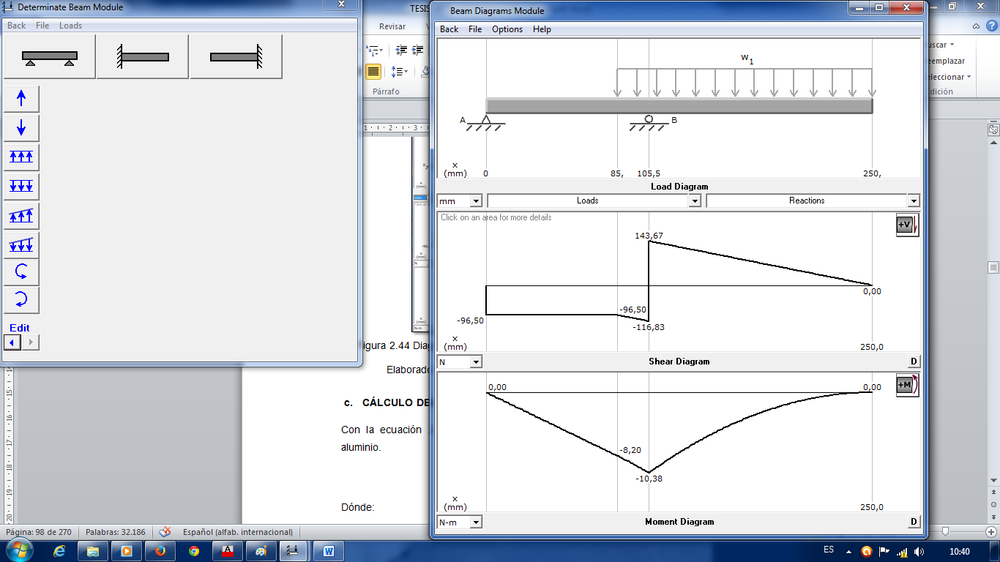 Determinate Beam Module
Back File Loads
Edit
TESIS
Revisar
Párrafo
Figura 2.44 Diag
Elaborado
c. CÁLCULO DE
Con la ecuación
aluminio.
Dónde:
Beam Diagrams Module
Back File Options Help
w1
A
B
x
(mm)
0 85, 105,5 250,
Load Diagram
mm Loads Reactions
Click on an area for more details
+V
143,67
0,00
-96,50
-96,50
-116,83
x
(mm)
250,0
N Shear Diagram D
0,00 0,00
+M
-8,20
-10,38
x
(mm)
250,0
N-m Moment Diagram D
uscar
eemplazar
eleccionar
dición
Página: 98 de 270 Palabras: 32.186 Español (alfab. internacional)
ES 10:40